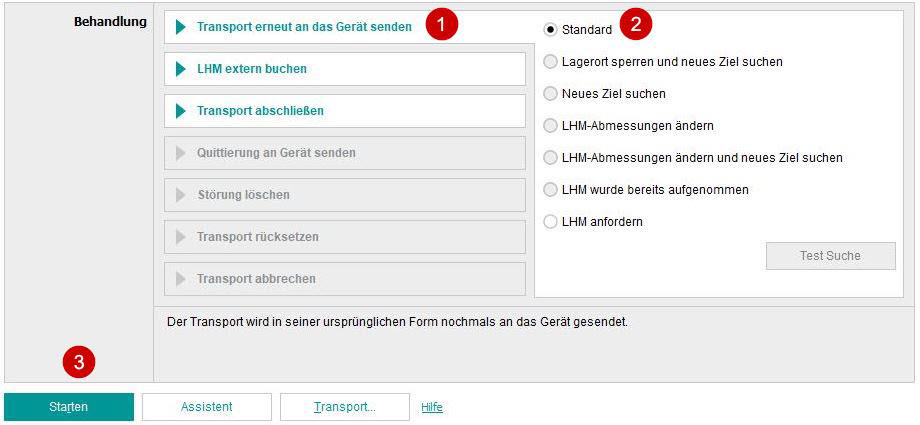 Behandlung
Transport erneut an das Gerät senden 1
LHM extern buchen
Transport abschließen
Quittierung an Gerät senden
Störung löschen
Transport rücksetzen
Transport abbrechen
Standard 2
Lagerort sperren und neues Ziel suchen
Neues Ziel suchen
LHM-Abmessungen ändern
LHM-Abmessungen ändern und neues Ziel suchen
LHM wurde bereits aufgenommen
LHM anfordern
Test Suche
Der Transport wird in seiner ursprünglichen Form nochmals an das Gerät gesendet.
3
Starten Assistent Transport... Hilfe